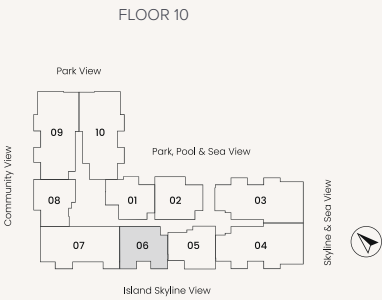 FLOOR 10
Park View
09
10
Community View
Park, Pool & Sea View
08
01
02
03
Skyline & Sea View
07
06
05
04
Island Skyline View